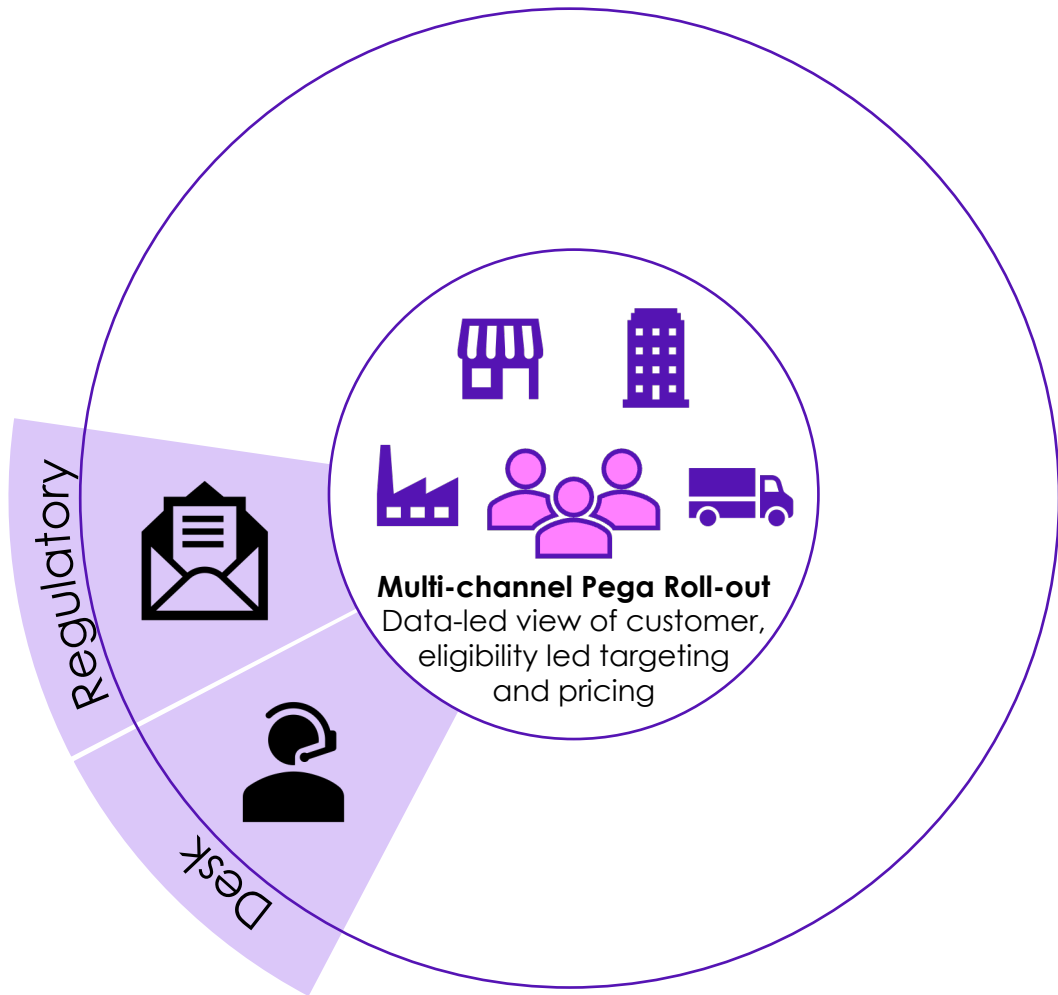 Multi-channel Pega Roll-out
Data-led view of customer,
eligibility led targeting
and pricing
Regulatory
Desk